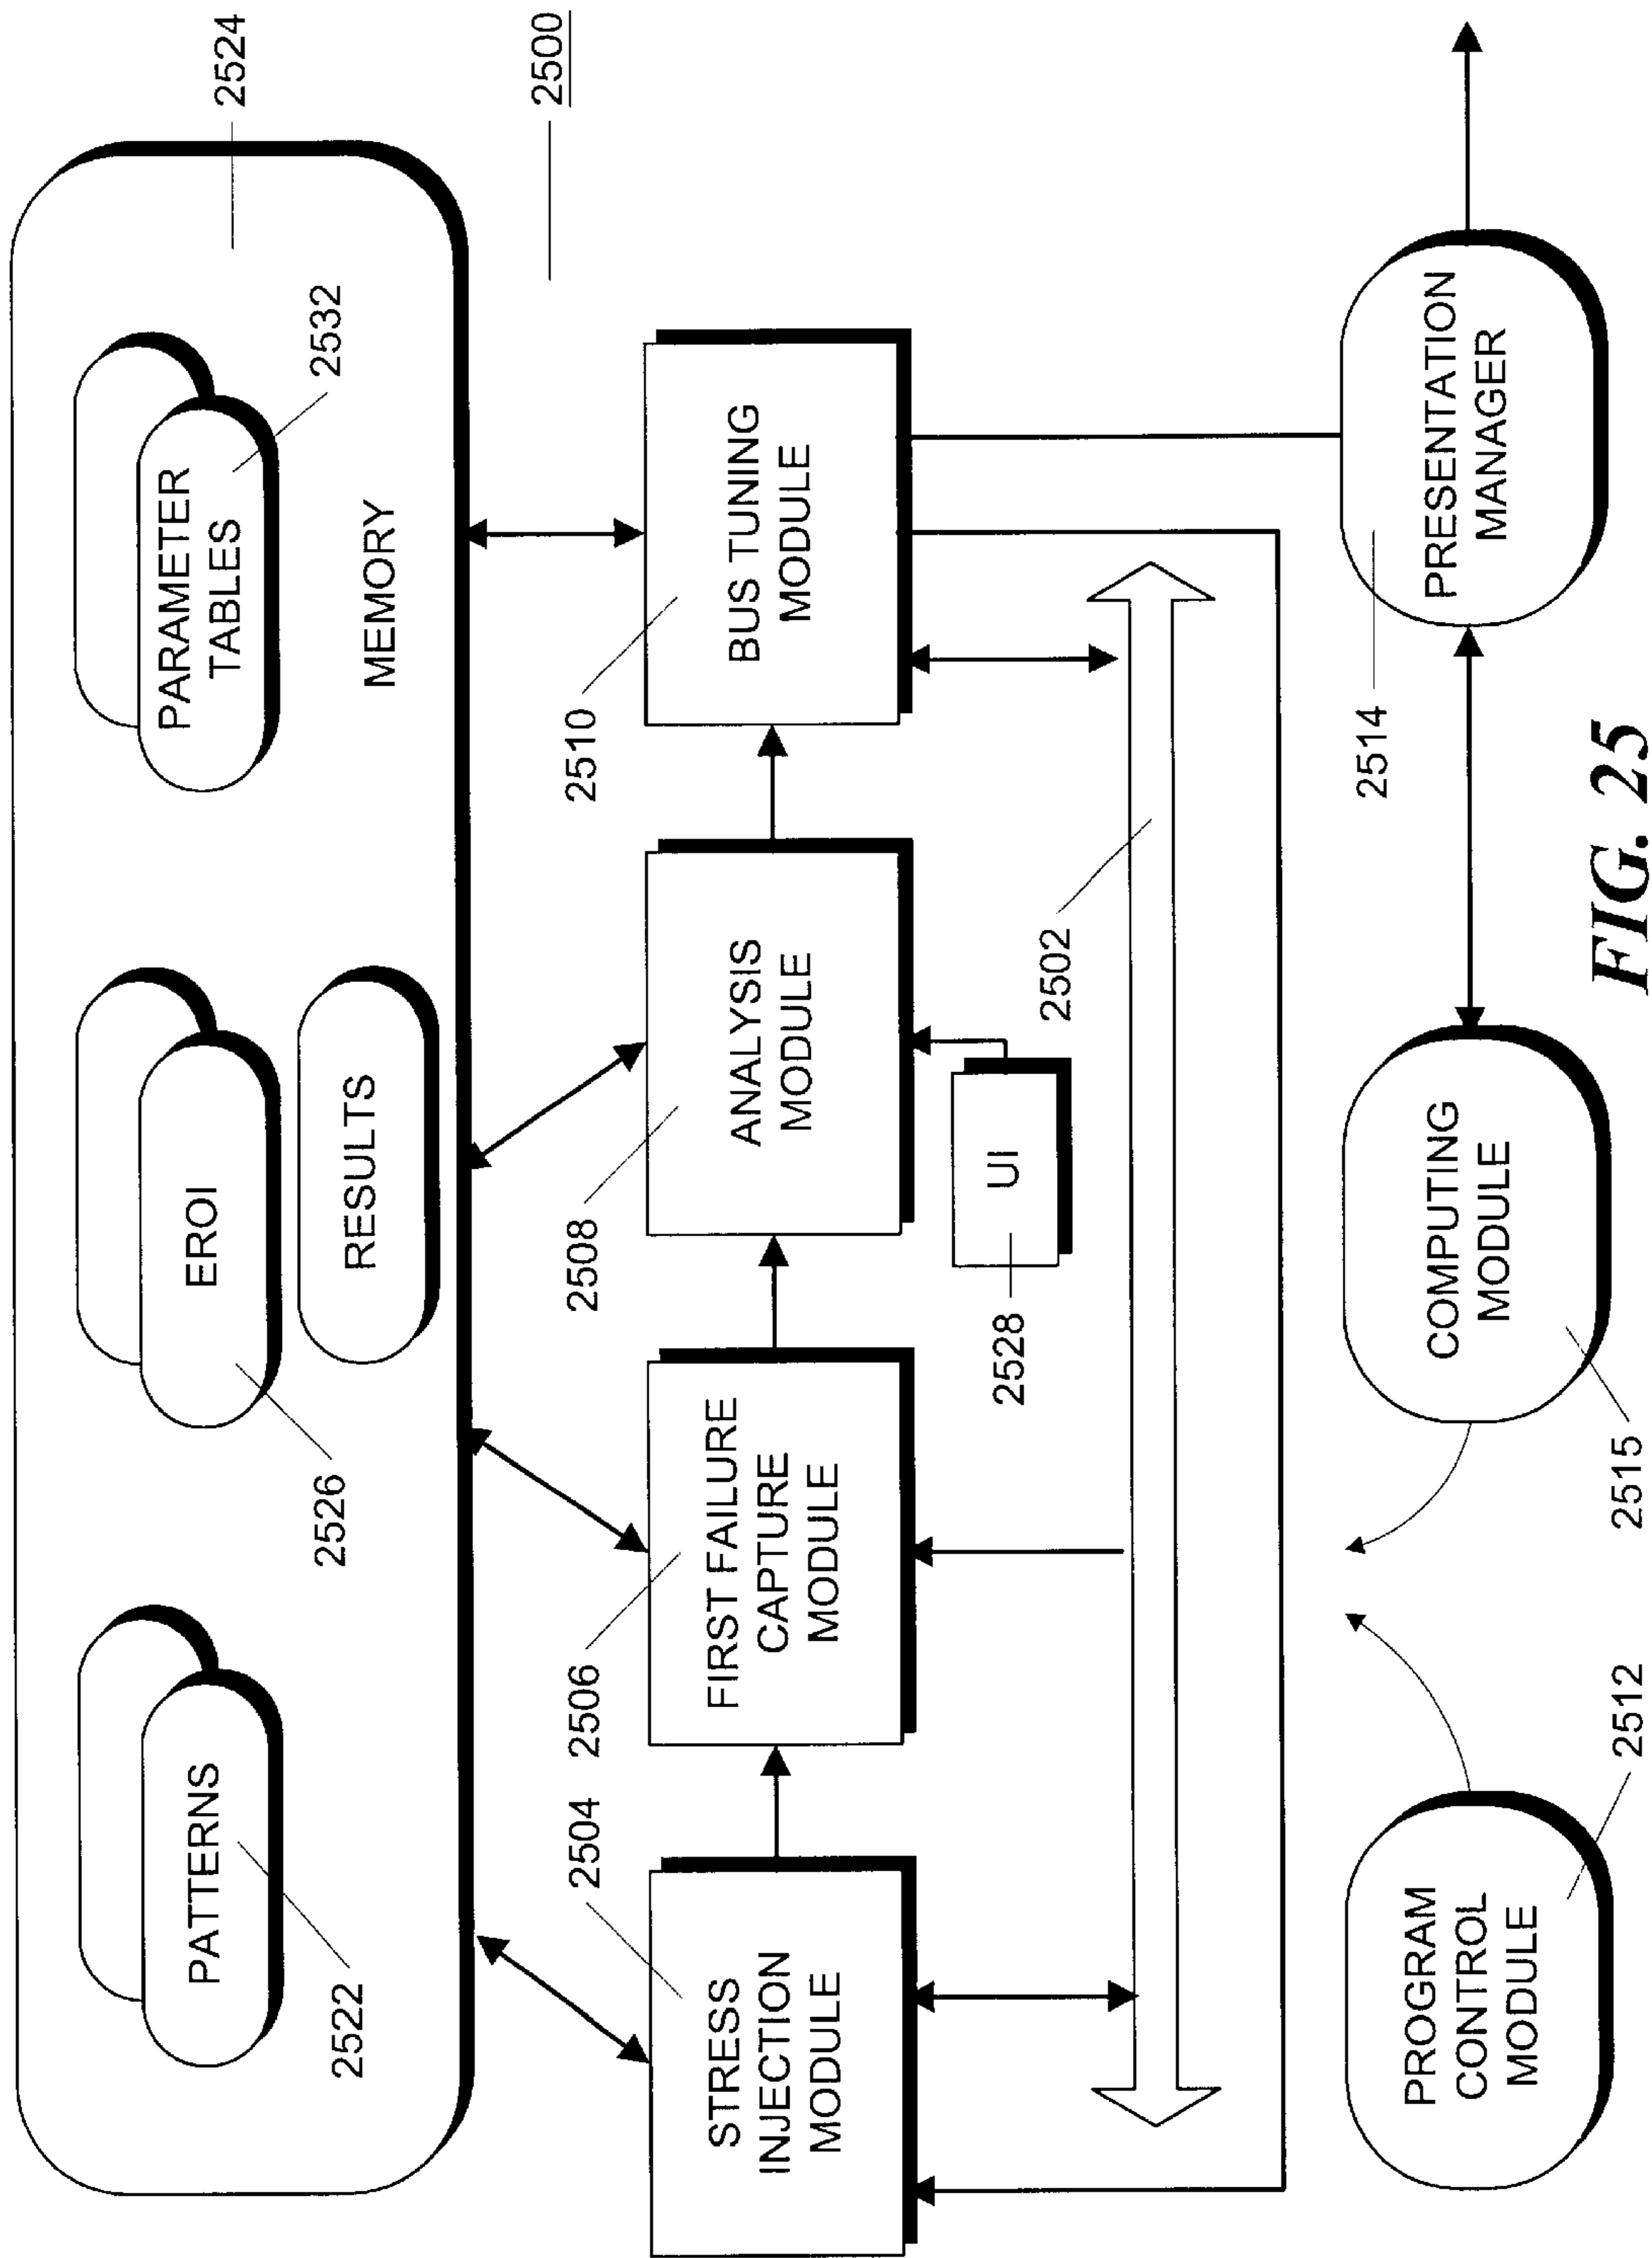 2524
2500
PATTERNS
2522
EROI
2526
RESULTS
PARAMETER
TABLES
2532
MEMORY
2504
STRESS
INJECTION
MODULE
2506
FIRST FAILURE
CAPTURE
MODULE
2508
ANALYSIS
MODULE
2510
BUS TUNING
MODULE
2528
UI
2502
PROGRAM
CONTROL
MODULE
2512
COMPUTING
MODULE
2515
PRESENTATION
MANAGER
2514
FIG. 25